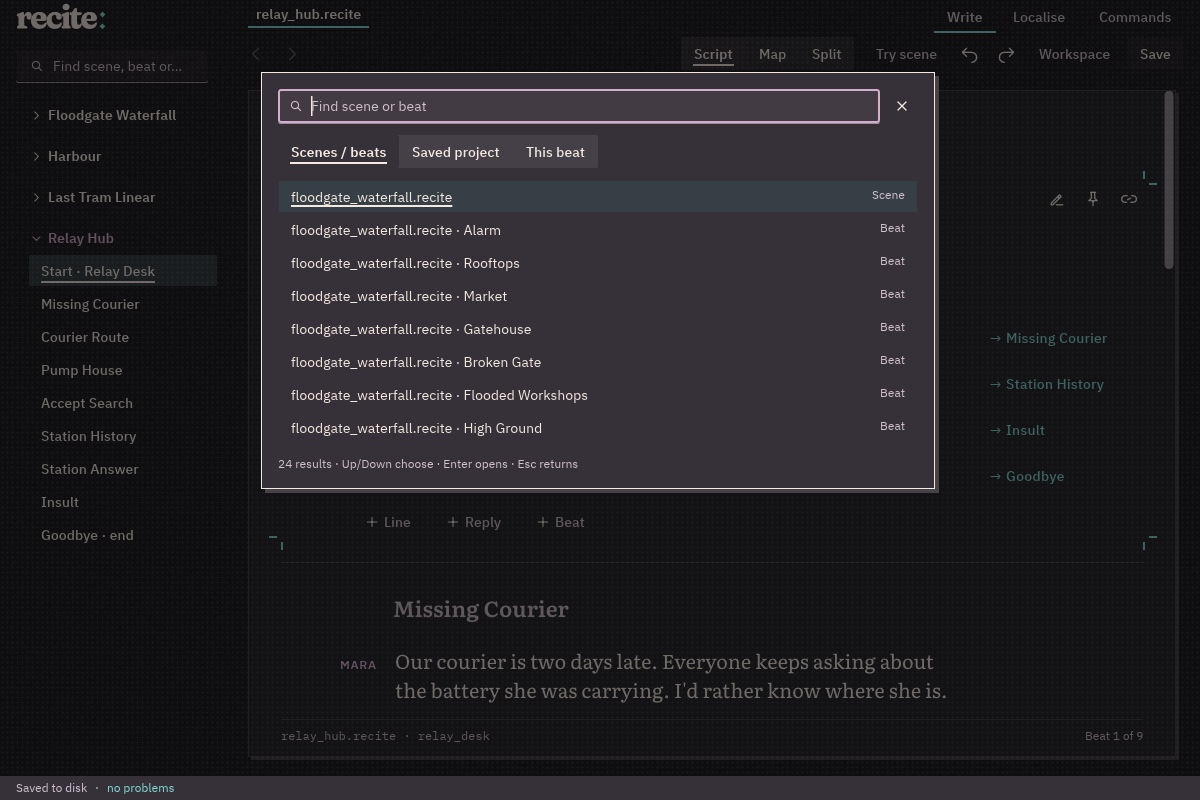 recite:
relay_hub.recite
Write
Localise
Commands
Find scene, beat or...
Script
Map
Split
Try scene
Workspace
Save
Floodgate Waterfall
Harbour
Last Tram Linear
Relay Hub
Start · Relay Desk
Missing Courier
Courier Route
Pump House
Accept Search
Station History
Station Answer
Insult
Goodbye · end
Find scene or beat
Scenes / beats
Saved project
This beat
floodgate_waterfall.recite Scene
floodgate_waterfall.recite · Alarm Beat
floodgate_waterfall.recite · Rooftops Beat
floodgate_waterfall.recite · Market Beat
floodgate_waterfall.recite · Gatehouse Beat
floodgate_waterfall.recite · Broken Gate Beat
floodgate_waterfall.recite · Flooded Workshops Beat
floodgate_waterfall.recite · High Ground Beat
24 results · Up/Down choose · Enter opens · Esc returns
→ Missing Courier
→ Station History
→ Insult
→ Goodbye
+ Line
+ Reply
+ Beat
Missing Courier
MARA
Our courier is two days late. Everyone keeps asking about
the battery she was carrying. I'd rather know where she is.
relay_hub.recite · relay_desk
Beat 1 of 9
Saved to disk · no problems